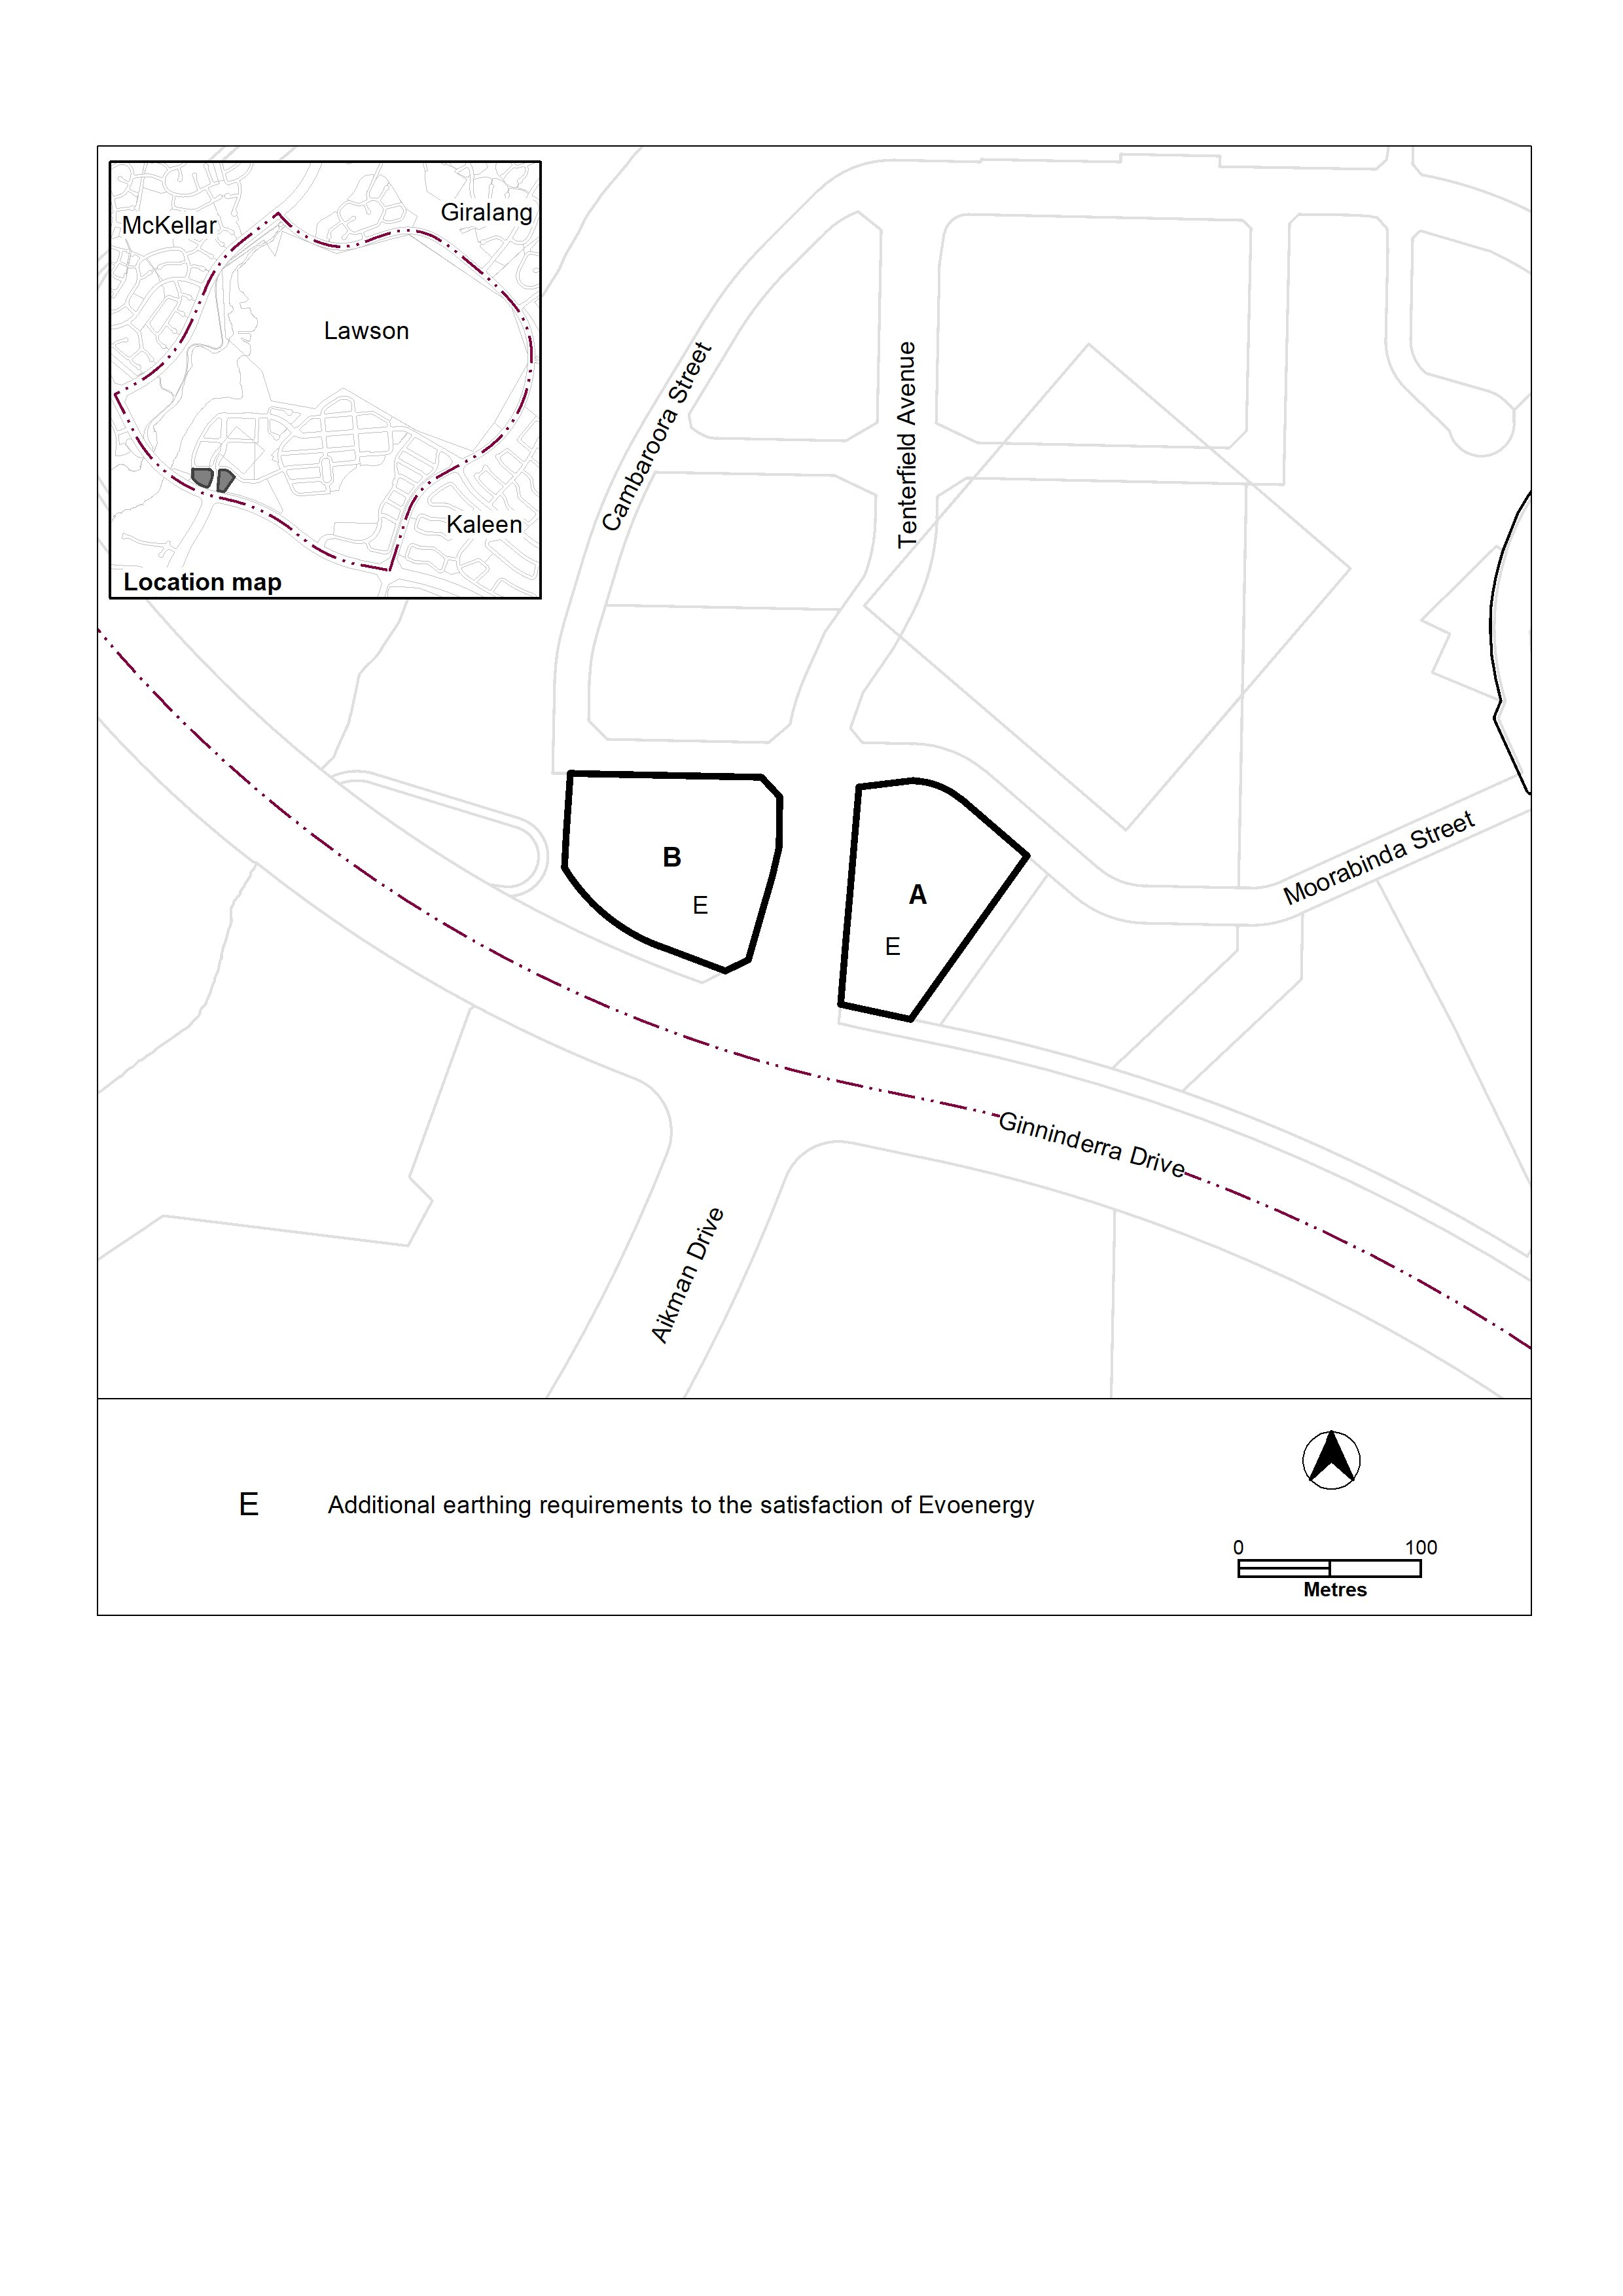 McKellar
Giralang
Lawson
Kaleen
Location map
Cambaroora Street
Tenterfield Avenue
B
E
A
E
Moorabinda Street
Ginninderra Drive
Aikman Drive
E Additional earthing requirements to the satisfaction of Evoenergy
0 100
Metres